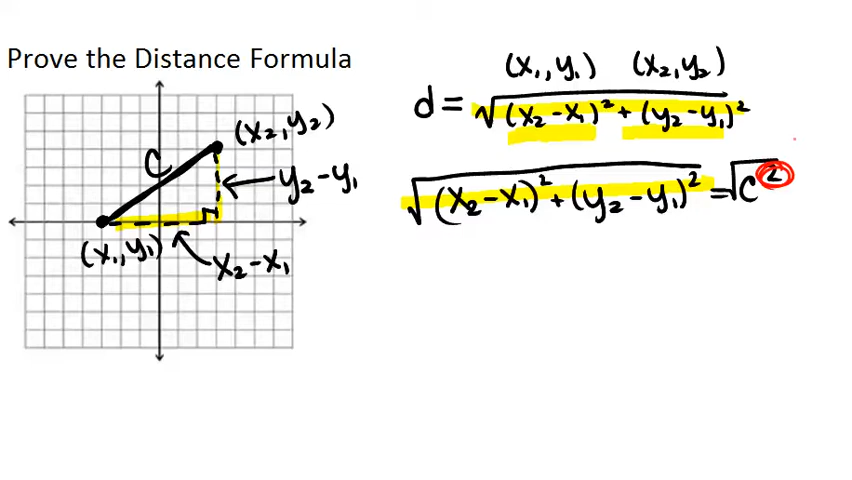 Prove the Distance Formula
(x₁, y₁) (x₂, y₂)
d = √(x₂ - x₁)² + (y₂ - y₁)²
(x₂, y₂)
C
y₂ - y₁
√(x₂ - x₁)² + (y₂ - y₁)² = √C²
(x₁, y₁)
x₂ - x₁